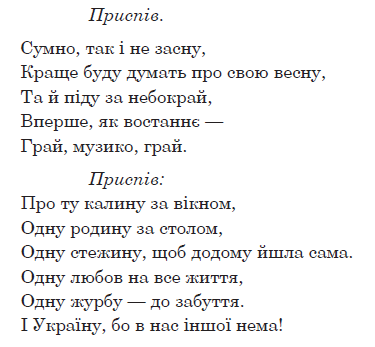 Приспів.
Сумно, так і не засну,
Краще буду думать про свою весну,
Та й піду за небокрай,
Вперше, як востаннє —
Грай, музико, грай.
Приспів:
Про ту калину за вікном,
Одну родину за столом,
Одну стежину, щоб додому йшла сама.
Одну любов на все життя,
Одну журбу — до забуття.
І Україну, бо в нас іншої нема!